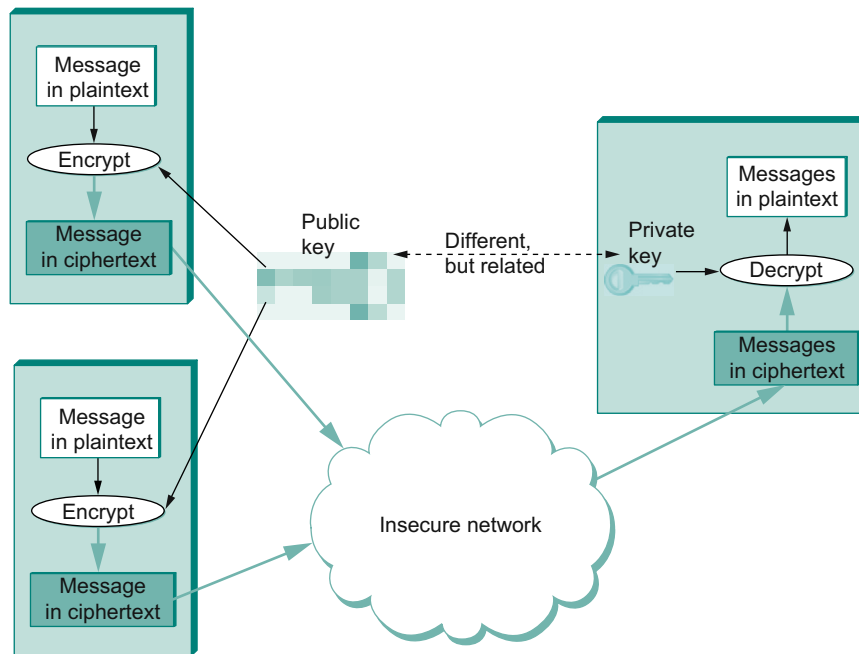 Message
in plaintext
Encrypt
Message
in ciphertext
Public
key
Different,
but related
Private
key
Messages
in plaintext
Decrypt
Messages
in ciphertext
Message
in plaintext
Encrypt
Message
in ciphertext
Insecure network